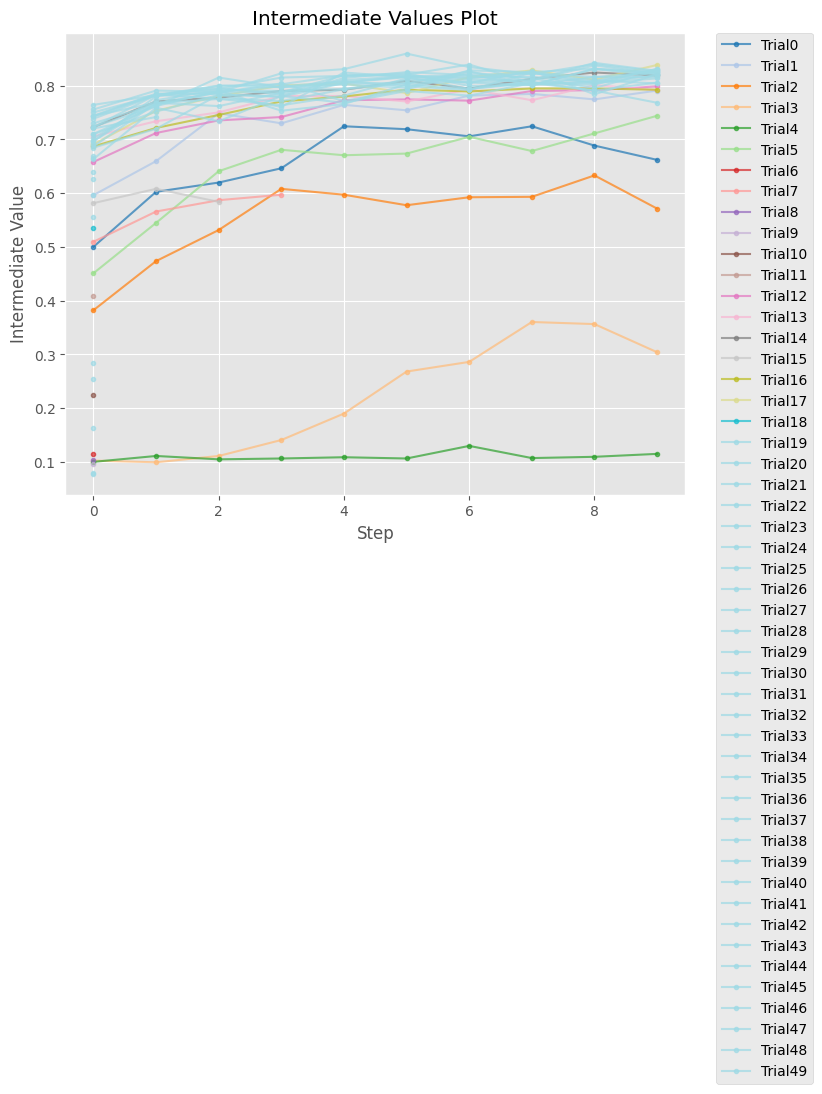 Intermediate Values Plot
Intermediate Value
0.8
0.7
0.6
0.5
0.4
0.3
0.2
0.1
0
2
4
6
8
Step
Trial0
Trial1
Trial2
Trial3
Trial4
Trial5
Trial6
Trial7
Trial8
Trial9
Trial10
Trial11
Trial12
Trial13
Trial14
Trial15
Trial16
Trial17
Trial18
Trial19
Trial20
Trial21
Trial22
Trial23
Trial24
Trial25
Trial26
Trial27
Trial28
Trial29
Trial30
Trial31
Trial32
Trial33
Trial34
Trial35
Trial36
Trial37
Trial38
Trial39
Trial40
Trial41
Trial42
Trial43
Trial44
Trial45
Trial46
Trial47
Trial48
Trial49